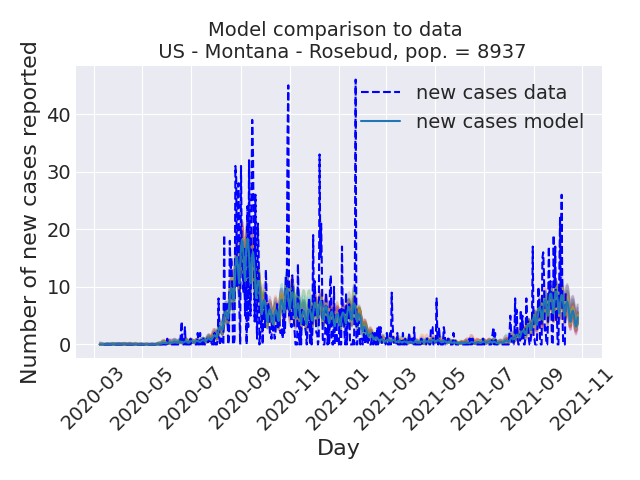 Model comparison to data
US - Montana - Rosebud, pop. = 8937
Number of new cases reported
40
30
20
10
0
new cases data
new cases model
2020-03
2020-05
2020-07
2020-09
2020-11
2021-01
2021-03
2021-05
2021-07
2021-09
2021-11
Day